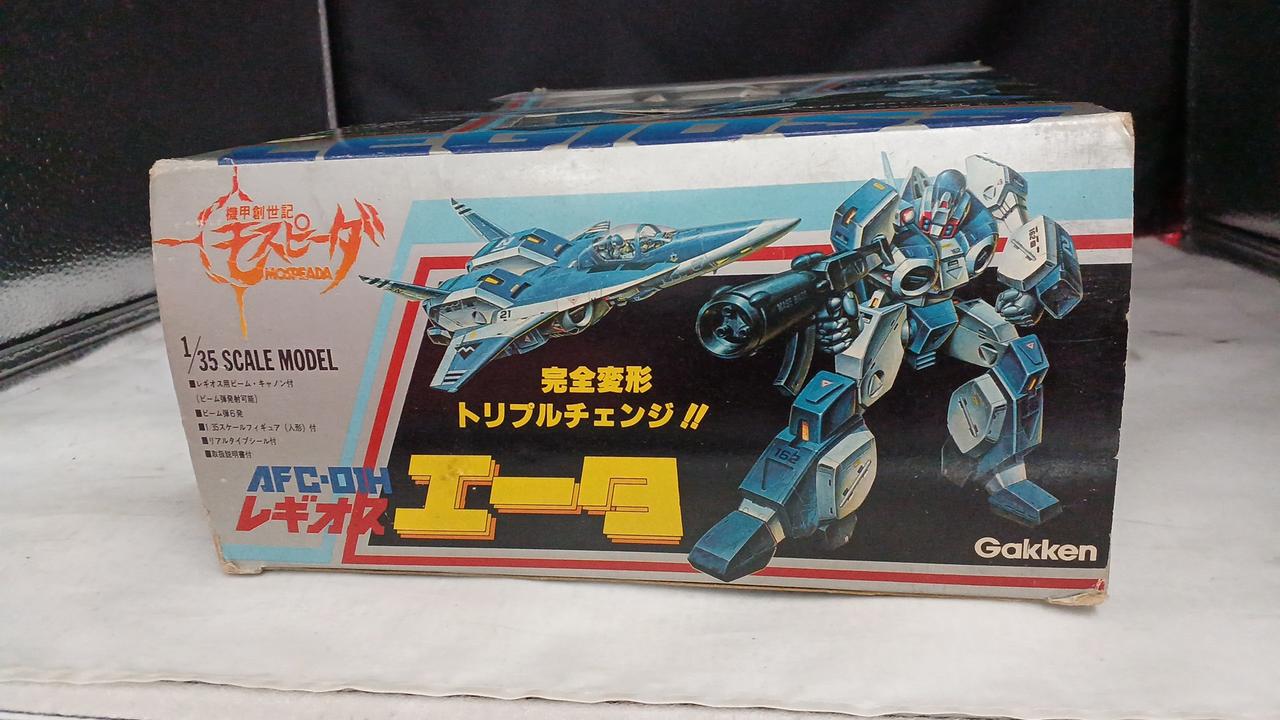 LEGIOSS
機甲創世記
モスピーダ
MOSPEADA
1/35 SCALE MODEL
■レギオス用ビーム・キャノン付
(ビーム弾発射可能)
■ビーム弾6発
■1/35スケールフィギュア(人形)付
■リアルタイプシール付
■取扱説明書付
AFC-01H
レギオス
エータ
完全変形
トリプルチェンジ!!
21
162
Gakken